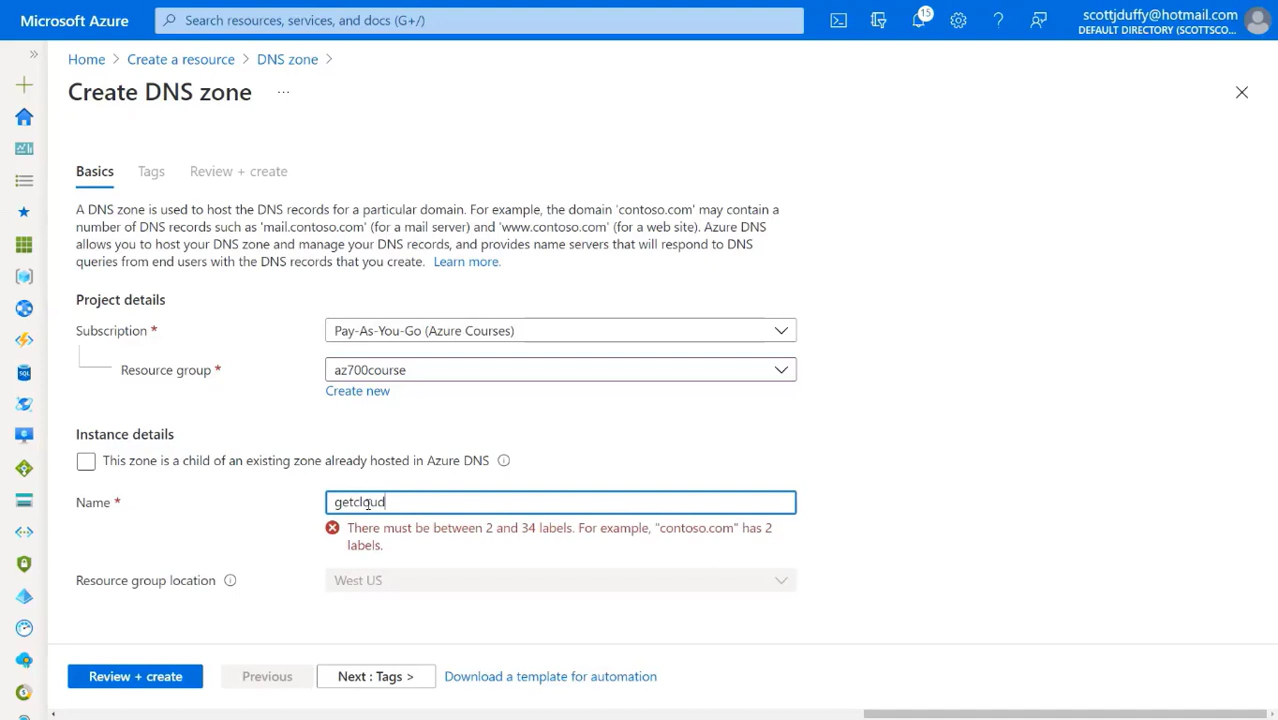 Microsoft Azure
Search resources, services, and docs (G+/)
15
scottjduffy@hotmail.com
DEFAULT DIRECTORY (SCOTTSCO...
Home > Create a resource > DNS zone >
Create DNS zone ...
Basics Tags Review + create
A DNS zone is used to host the DNS records for a particular domain. For example, the domain 'contoso.com' may contain a
number of DNS records such as 'mail.contoso.com' (for a mail server) and 'www.contoso.com' (for a web site). Azure DNS
allows you to host your DNS zone and manage your DNS records, and provides name servers that will respond to DNS
queries from end users with the DNS records that you create. Learn more.
Project details
Subscription * Pay-As-You-Go (Azure Courses)
Resource group * az700course
Create new
Instance details
This zone is a child of an existing zone already hosted in Azure DNS
Name * getcloud
There must be between 2 and 34 labels. For example, "contoso.com" has 2
labels.
Resource group location West US
Review + create Previous Next : Tags > Download a template for automation